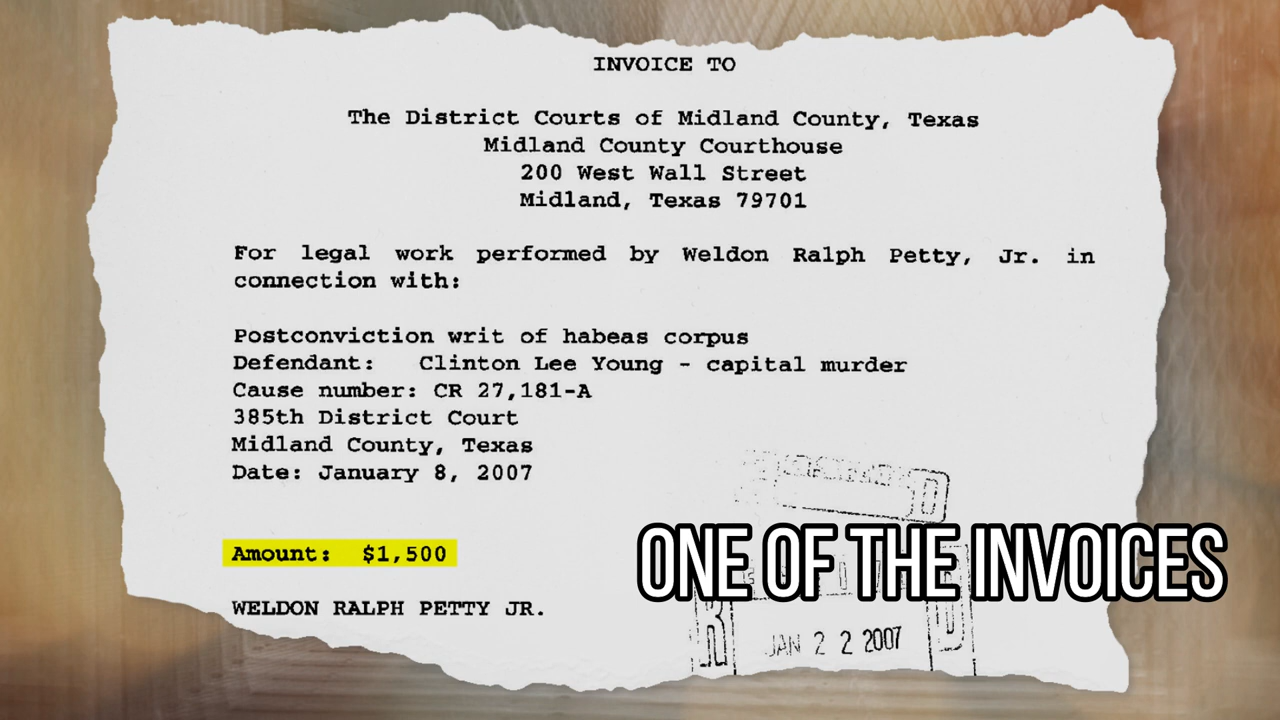 INVOICE TO
The District Courts of Midland County, Texas
Midland County Courthouse
200 West Wall Street
Midland, Texas 79701
For legal work performed by Weldon Ralph Petty, Jr. in
connection with:
Postconviction writ of habeas corpus
Defendant: Clinton Lee Young - capital murder
Cause number: CR 27,181-A
385th District Court
Midland County, Texas
Date: January 8, 2007
Amount: $1,500
ONE OF THE INVOICES
WELDON RALPH PETTY JR.
JAN 22 2007